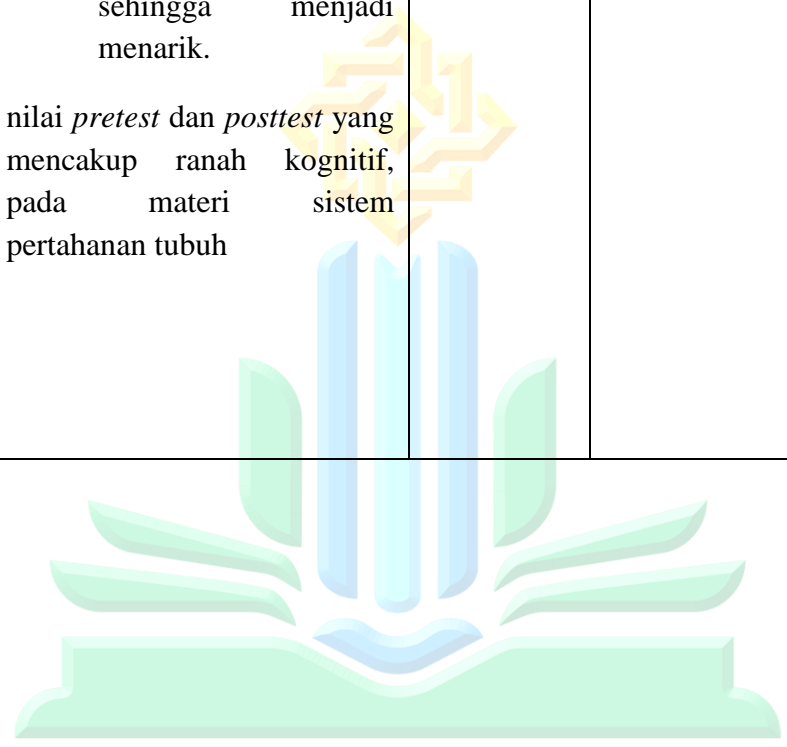 sehingga menjadi
menarik.
nilai pretest dan posttest yang
mencakup ranah kognitif,
pada materi sistem
pertahanan tubuh